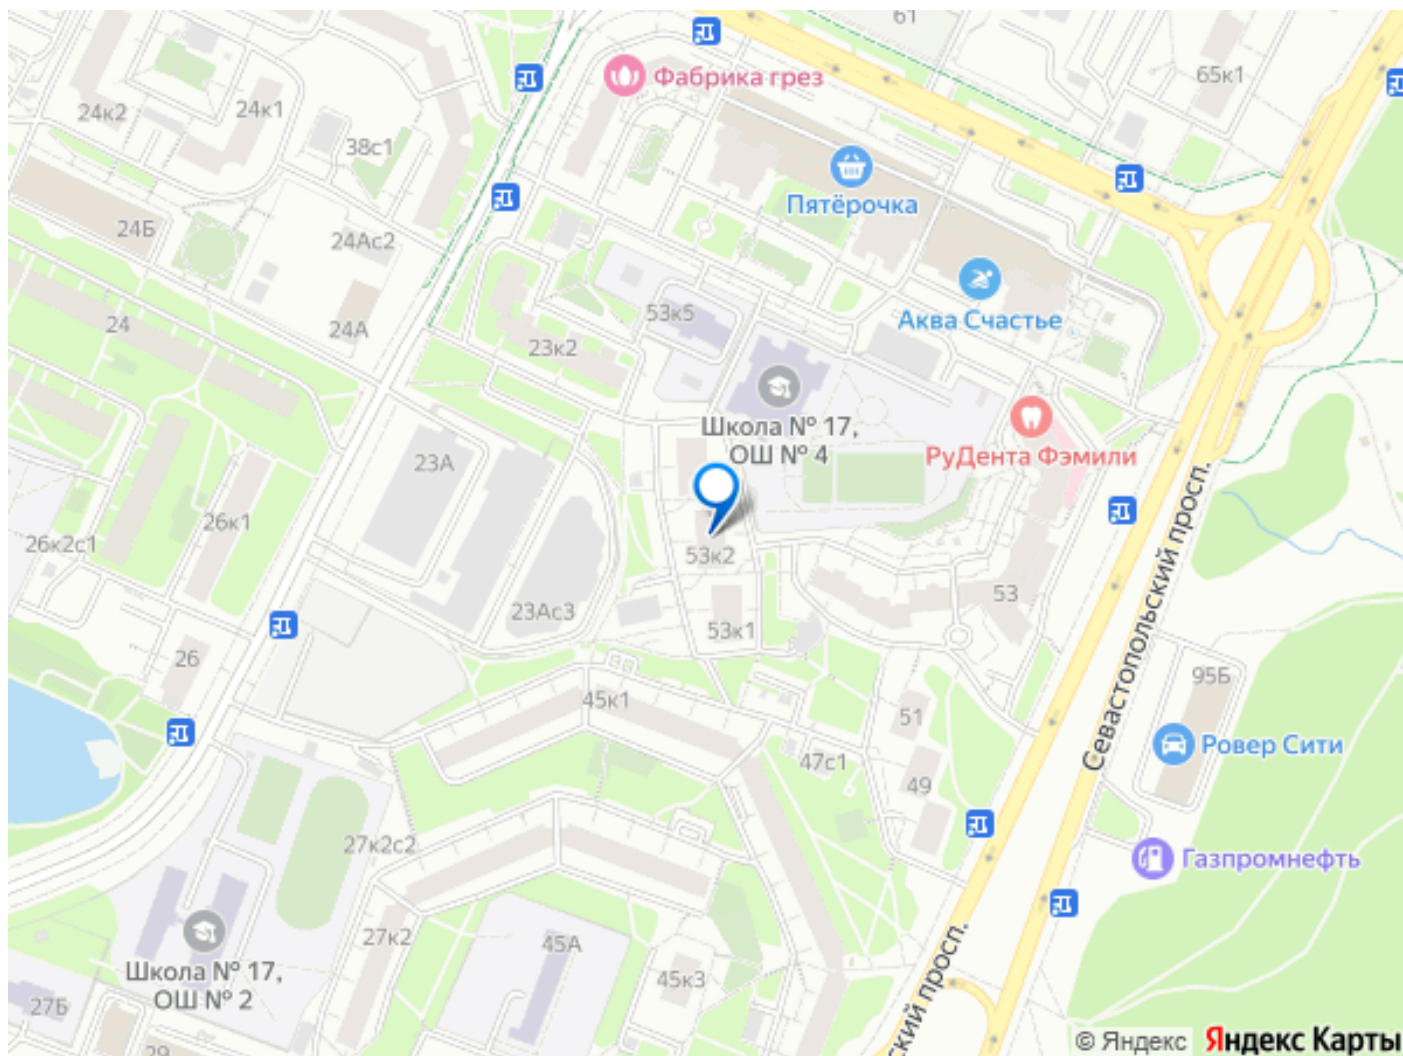 61
Фабрика грез
65к1
24к2
24к1
38с1
Пятёрочка
24Б
24Ас2
Аква Счастье
53к5
24
24А
23к2
Школа № 17,
ОШ № 4
РуДента Фэмили
23А
26к1
26к2с1
53к2
Севастопольский просп.
53
23Ас3
53к1
26
95Б
45к1
51
Ровер Сити
47с1
49
27к2с2
Газпромнефть
27к2
45А
Школа № 17,
ОШ № 2
45к3
27Б
ский просп.
29
© Яндекс Яндекс Карты